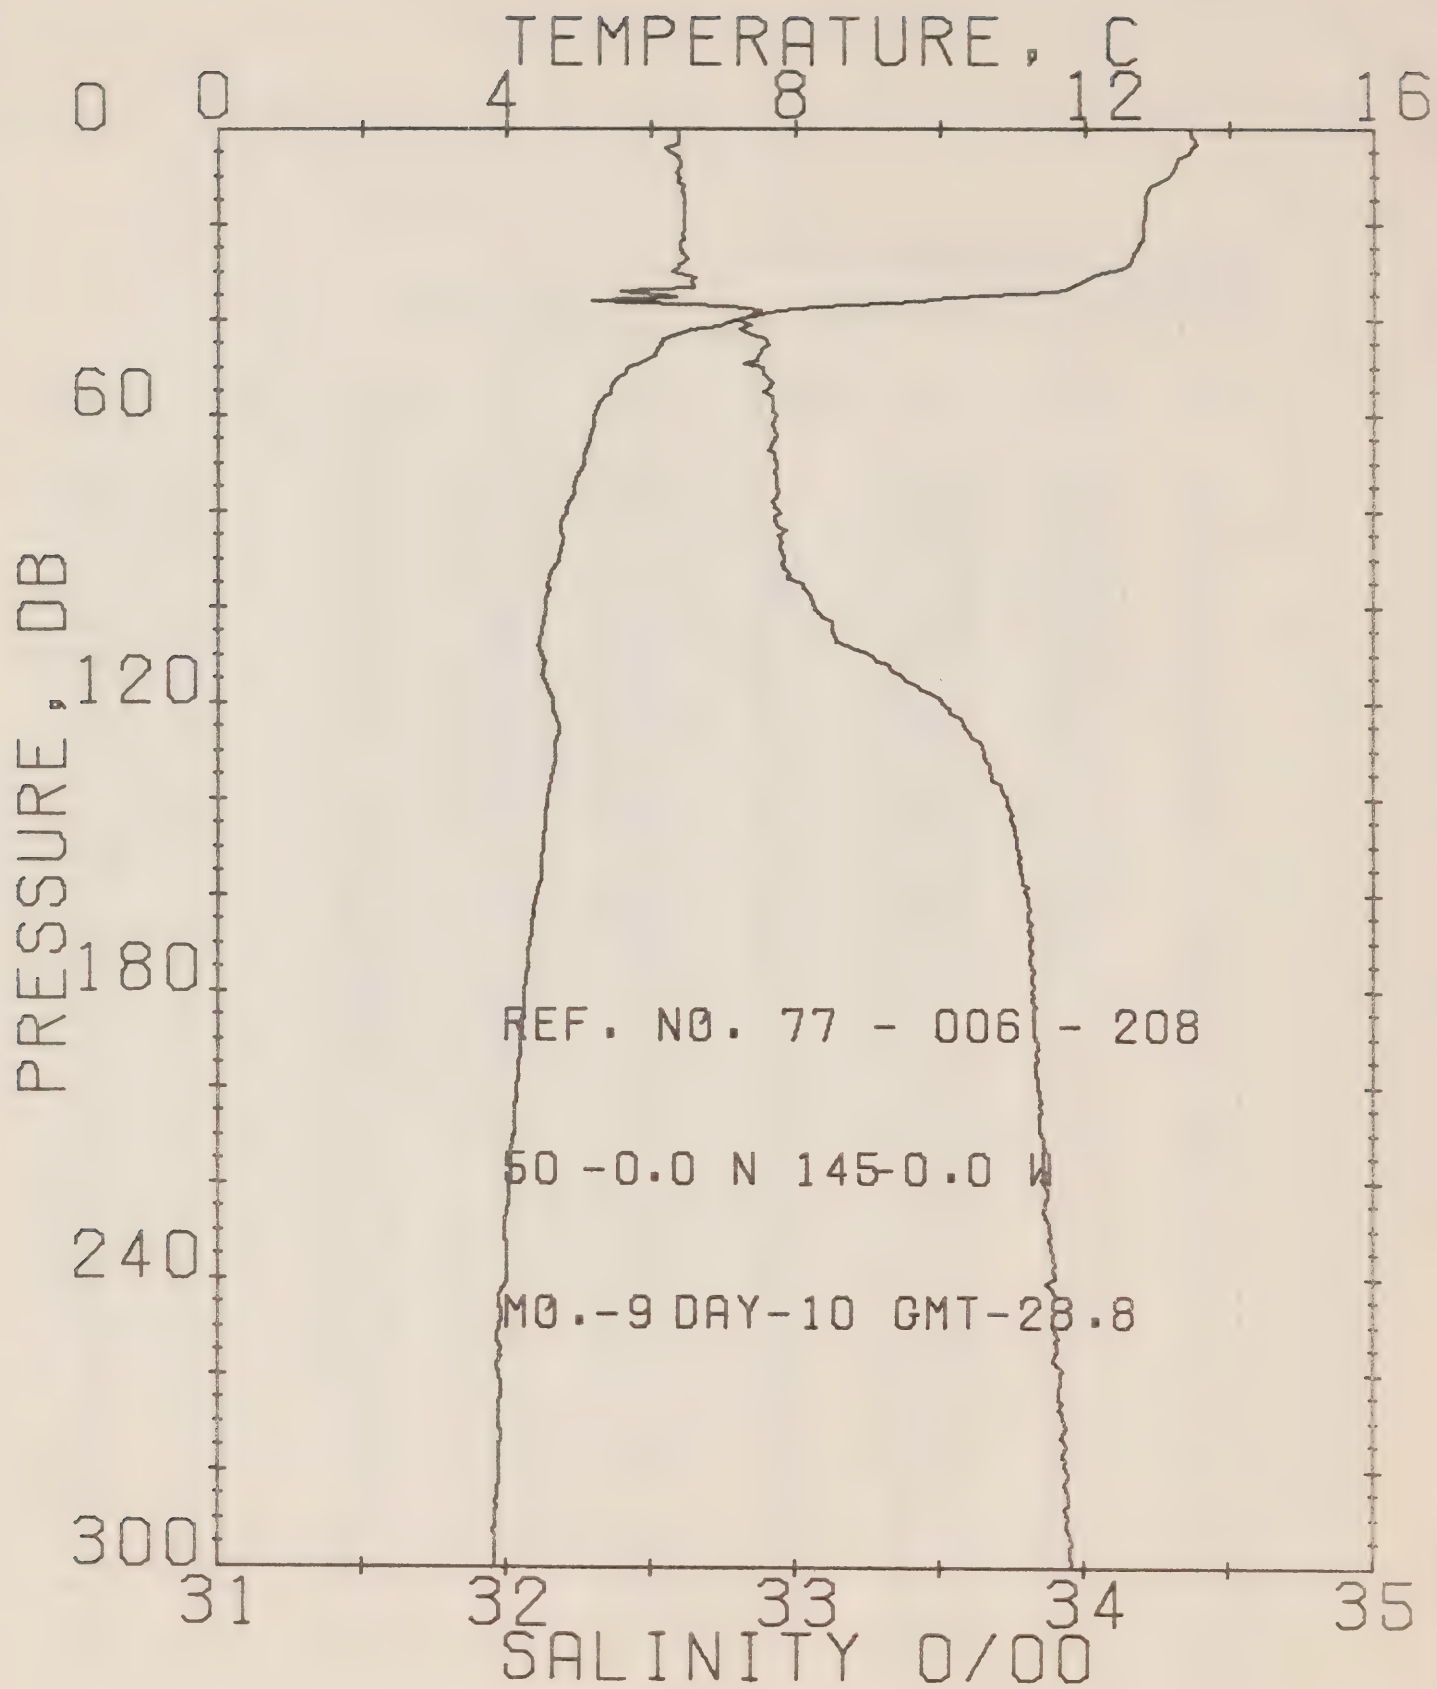 TEMPERATURE, C
0 4 8 12 16
0
60
120
180
240
300
PRESSURE, DB
REF. NO. 77 - 006 - 208
50 -0.0 N 145-0.0 W
MO.-9 DAY-10 GMT-23.8
31 32 33 34 35
SALINITY 0/00